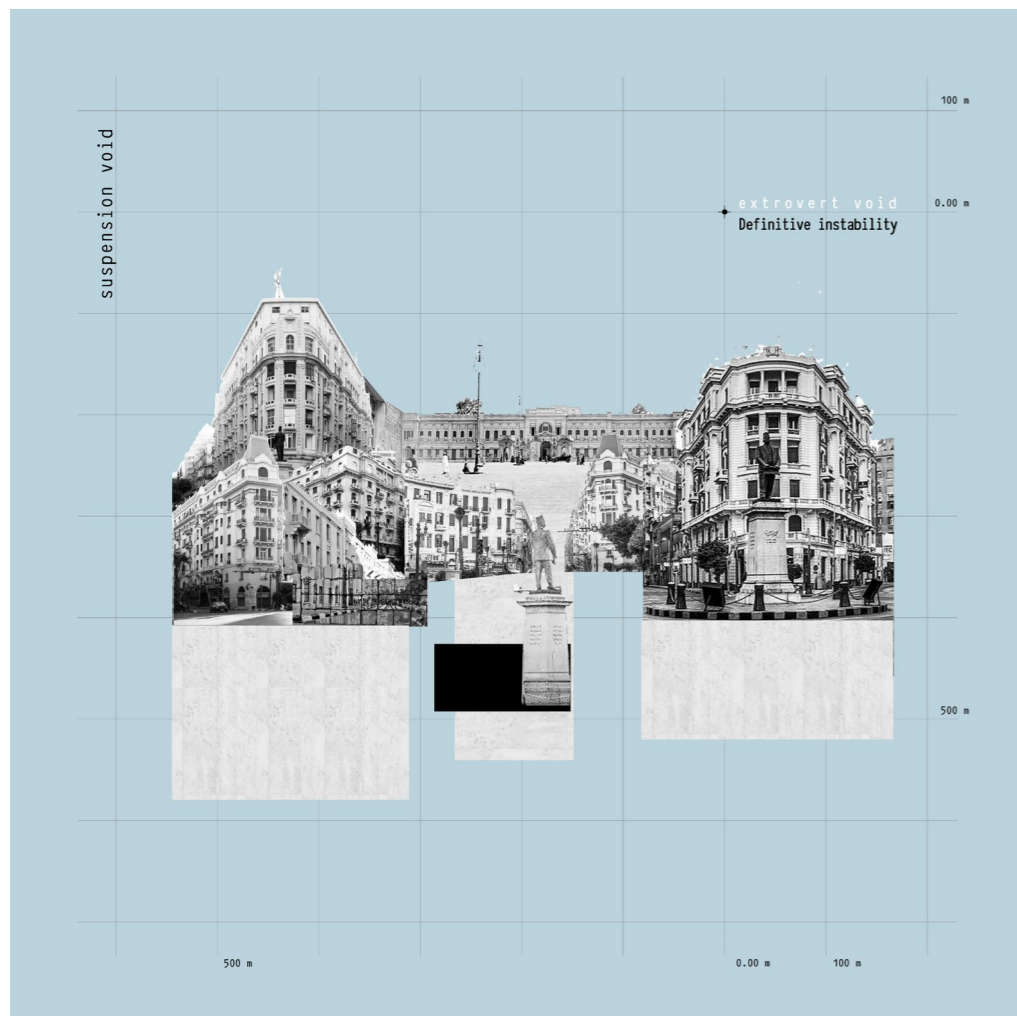 100 m
suspension void
extrovert void
0.00 m
Definitive instability
500 m
500 m
0.00 m
100 m